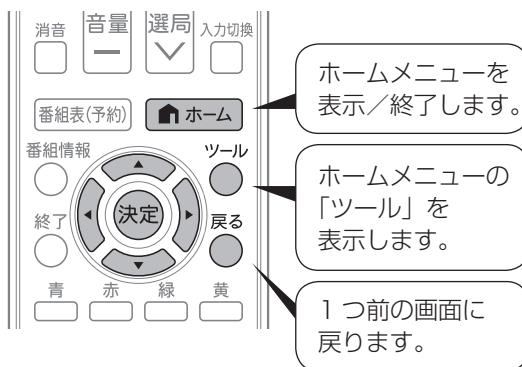 消音
音量
選局
入力切換
番組表(予約)
ホーム
番組情報
ツール
決定
終了
戻る
青
赤
緑
黄
ホームメニューを
表示／終了します。
ホームメニューの
「ツール」を
表示します。
1つ前の画面に
戻ります。